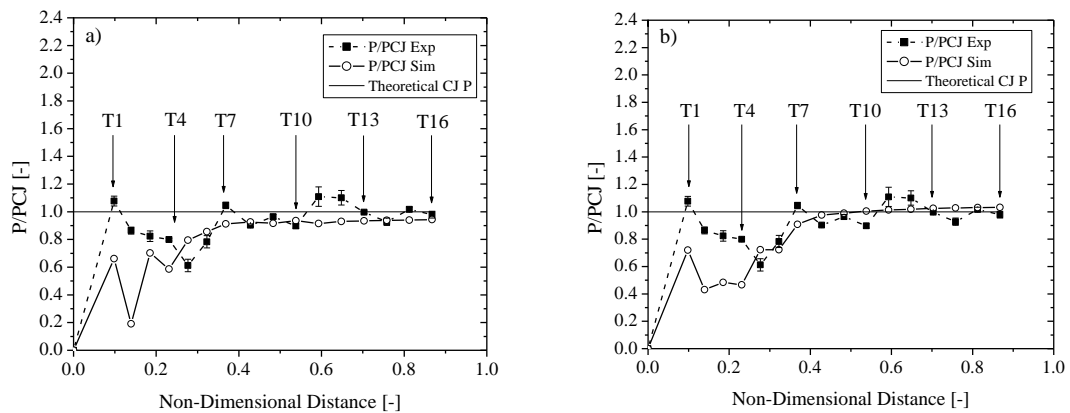 a)
P/PCJ Exp
P/PCJ Sim
Theoretical CJ P
T1 T4 T7 T10 T13 T16
2.4
2.2
2.0
1.8
1.6
1.4
1.2
1.0
0.8
0.6
0.4
0.2
0.0
P/PCJ [-]
0.0 0.2 0.4 0.6 0.8 1.0
Non-Dimensional Distance [-]
b)
P/PCJ Exp
P/PCJ Sim
Theoretical CJ P
T1 T4 T7 T10 T13 T16
2.4
2.2
2.0
1.8
1.6
1.4
1.2
1.0
0.8
0.6
0.4
0.2
0.0
P/PCJ [-]
0.0 0.2 0.4 0.6 0.8 1.0
Non-Dimensional Distance [-]